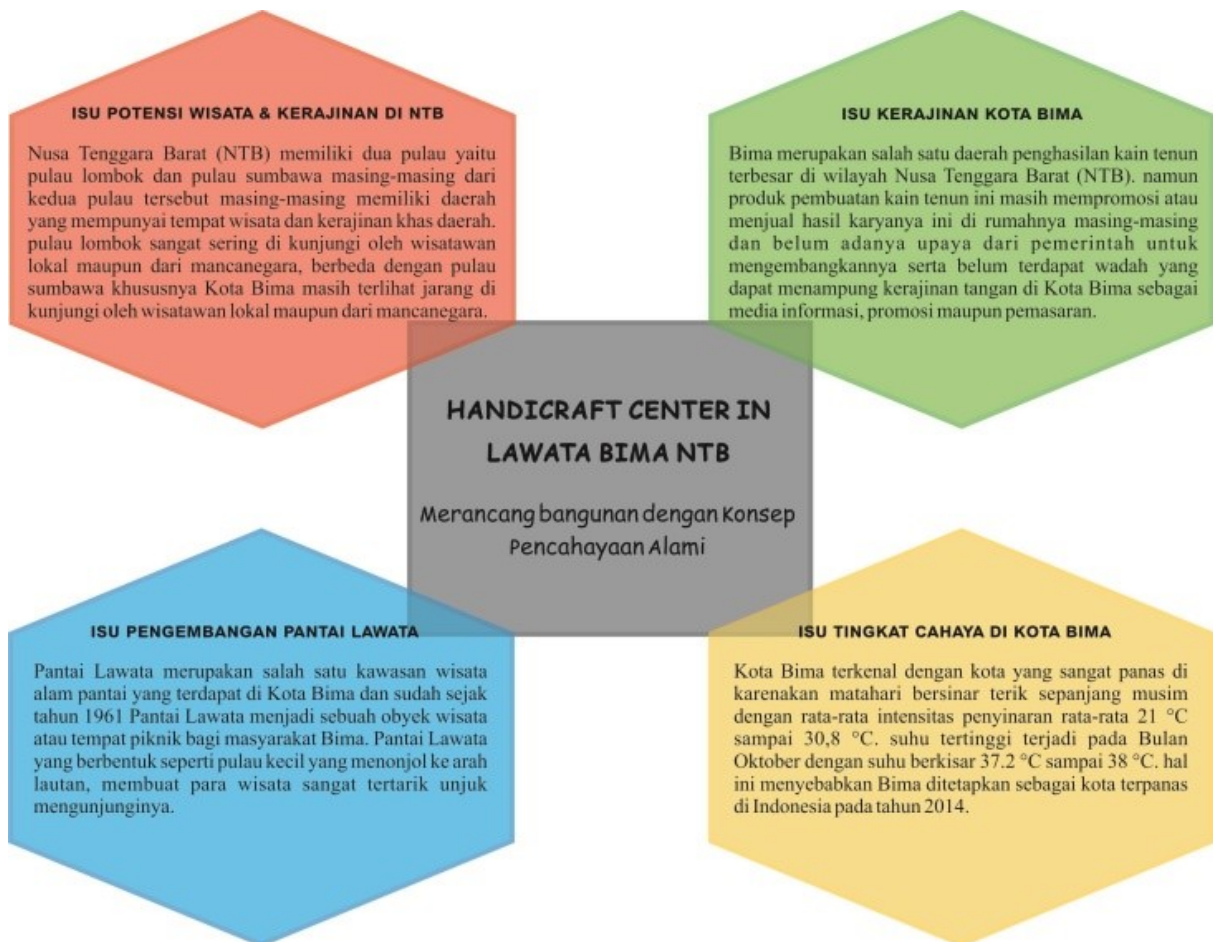 ISU POTENSI WISATA & KERAJINAN DI NTB
Nusa Tenggara Barat (NTB) memiliki dua pulau yaitu
pulau lombok dan pulau sumbawa masing-masing dari
kedua pulau tersebut masing-masing memiliki daerah
yang mempunyai tempat wisata dan kerajinan khas daerah.
pulau lombok sangat sering di kunjungi oleh wisatawan
lokal maupun dari mancanegara, berbeda dengan pulau
sumbawa khususnya Kota Bima masih terlihat jarang di
kunjungi oleh wisatawan lokal maupun dari mancanegara.
ISU KERAJINAN KOTA BIMA
Bima merupakan salah satu daerah penghasilan kain tenun
terbesar di wilayah Nusa Tenggara Barat (NTB). namun
produk pembuatan kain tenun ini masih mempromosi atau
menjual hasil karyanya ini di rumahnya masing-masing
dan belum adanya upaya dari pemerintah untuk
mengembangkannya serta belum terdapat wadah yang
dapat menampung kerajinan tangan di Kota Bima sebagai
media informasi, promosi maupun pemasaran.
HANDICRAFT CENTER IN
LAWATA BIMA NTB
Merancang bangunan dengan Konsep
Pencahayaan Alami
ISU PENGEMBANGAN PANTAI LAWATA
Pantai Lawata merupakan salah satu kawasan wisata
alam pantai yang terdapat di Kota Bima dan sudah sejak
tahun 1961 Pantai Lawata menjadi sebuah obyek wisata
atau tempat piknik bagi masyarakat Bima. Pantai Lawata
yang berbentuk seperti pulau kecil yang menonjol ke arah
lautan, membuat para wisata sangat tertarik unjuk
mengunjunginya.
ISU TINGKAT CAHAYA DI KOTA BIMA
Kota Bima terkenal dengan kota yang sangat panas di
karenakan matahari bersinar terik sepanjang musim
dengan rata-rata intensitas penyinaran rata-rata 21 °C
sampai 30,8 °C. suhu tertinggi terjadi pada Bulan
Oktober dengan suhu berkisar 37.2 °C sampai 38 °C. hal
ini menyebabkan Bima ditetapkan sebagai kota terpanas
di Indonesia pada tahun 2014.